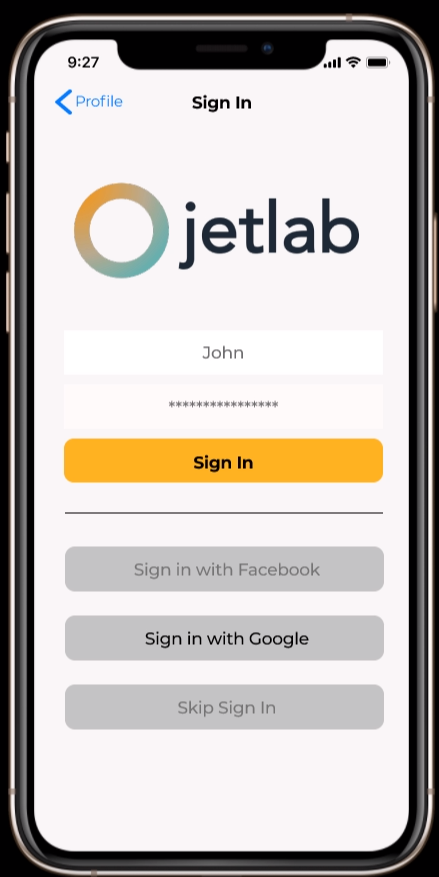 9:27
Profile
Sign In
jetlab
John
****************
Sign In
Sign in with Facebook
Sign in with Google
Skip Sign In